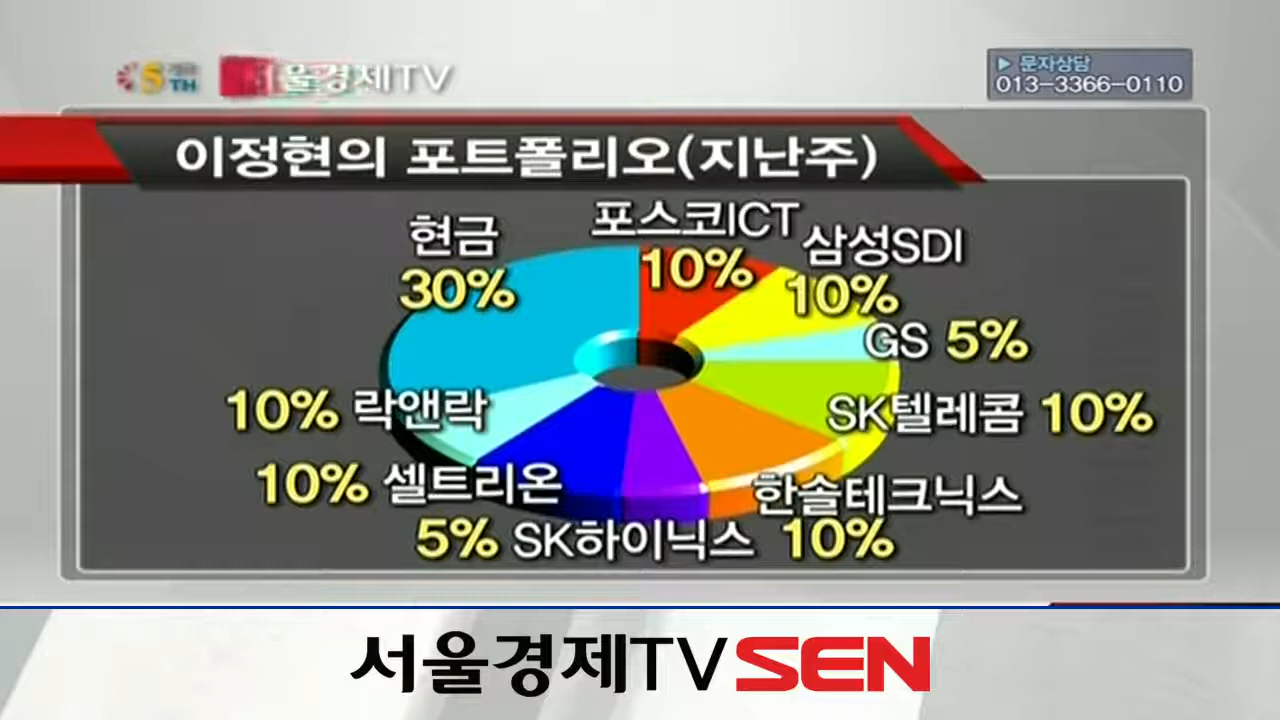 5
TH
울경제TV
▶ 문자상담
013-3366-0110
이정현의 포트폴리오(지난주)
현금
30%
포스코ICT
10%
삼성SDI
10%
GS 5%
SK텔레콤 10%
한솔테크닉스
10%
5% SK하이닉스
10% 셀트리온
10% 락앤락
서울경제TV SEN